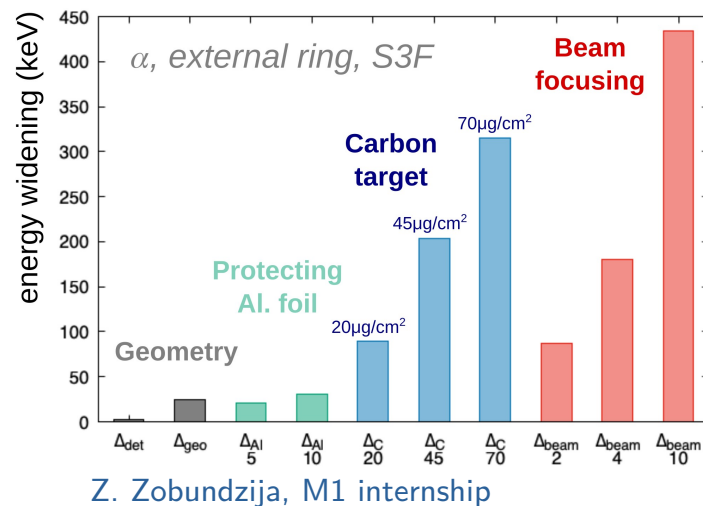 energy widening (keV)
450
400
350
300
250
200
150
100
50
0
α, external ring, S3F
Beam
focusing
Carbon
target
70μg/cm²
45μg/cm²
20μg/cm²
Protecting
Al. foil
Geometry
Δdet Δgeo ΔAl ΔAl ΔC ΔC ΔC Δbeam Δbeam Δbeam
5 10 20 45 70 2 4 10
Z. Zobundzija, M1 internship